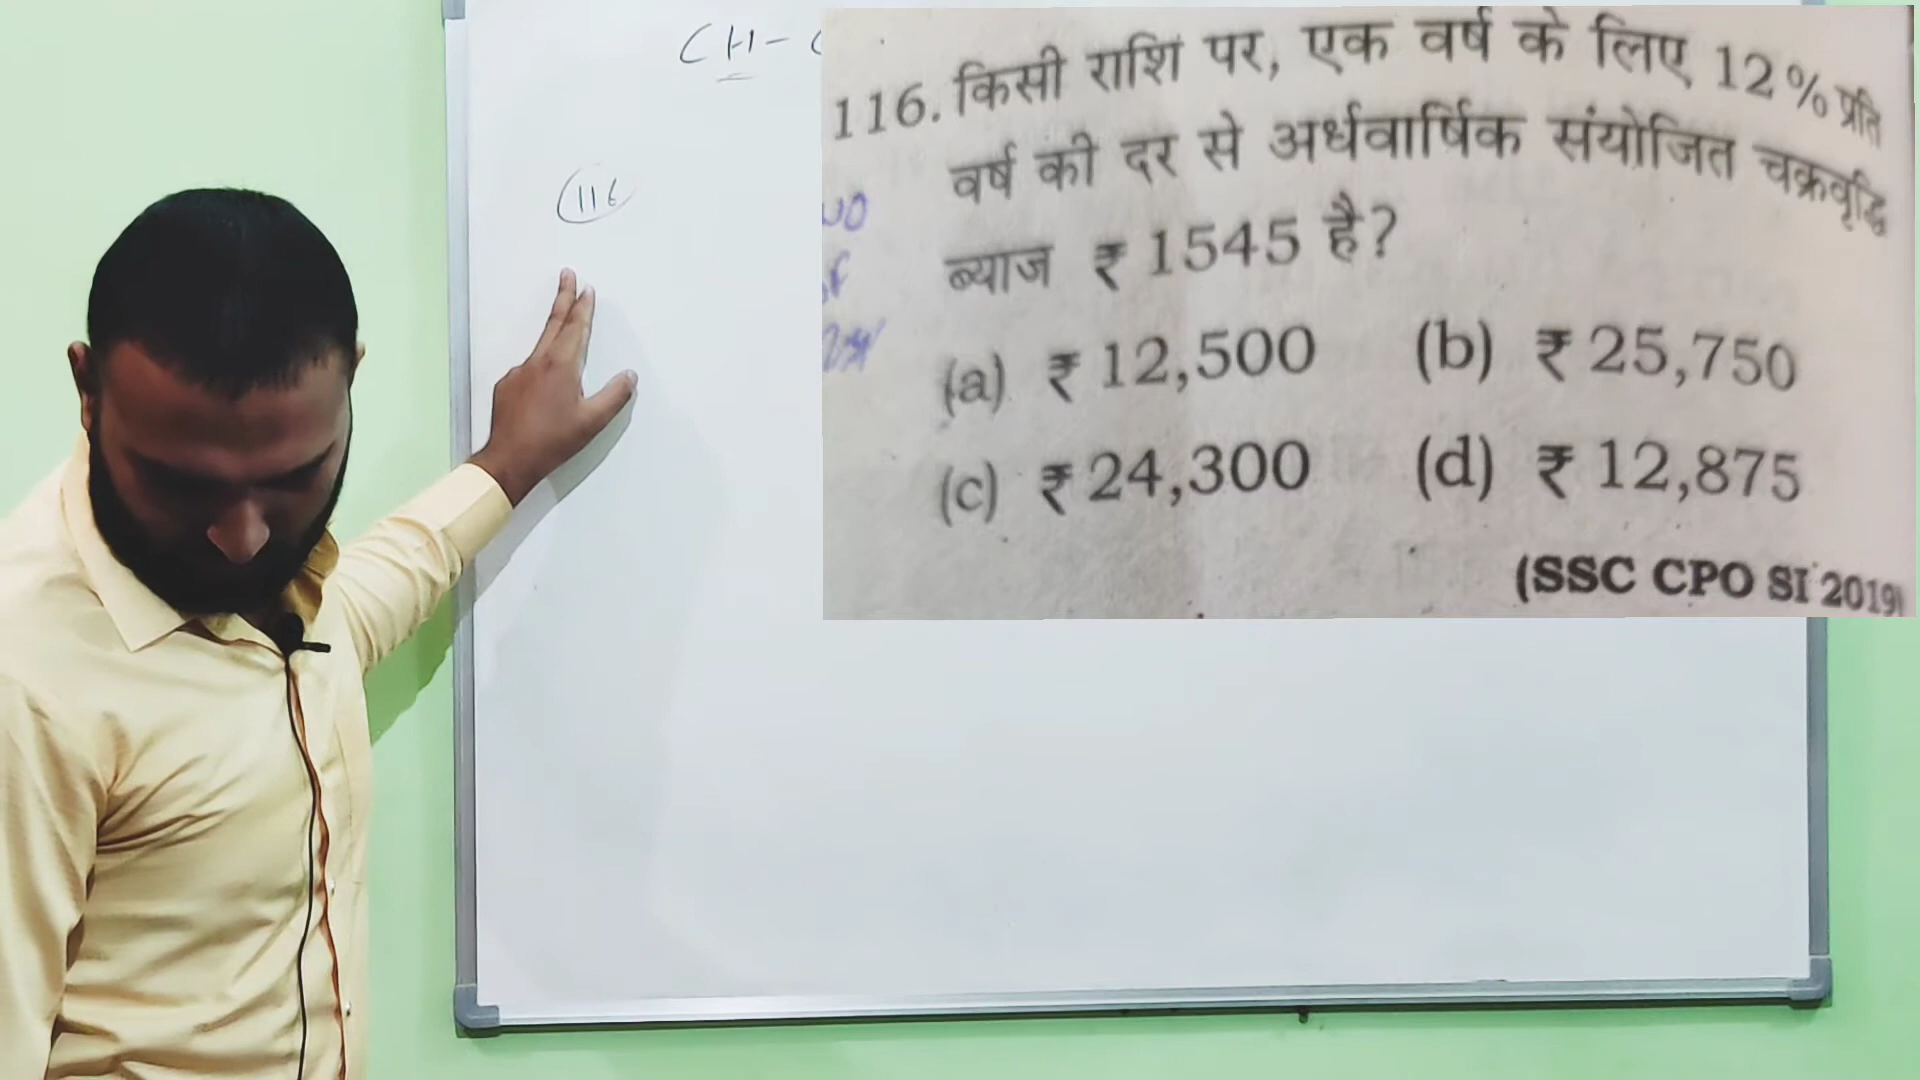 CH-
116
116. किसी राशि पर, एक वर्ष के लिए 12% प्रति
वर्ष की दर से अर्धवार्षिक संयोजित चक्रवृद्धि
ब्याज ₹ 1545 है?
(a) ₹ 12,500 (b) ₹ 25,750
(c) ₹ 24,300 (d) ₹ 12,875
(SSC CPO SI 2019)